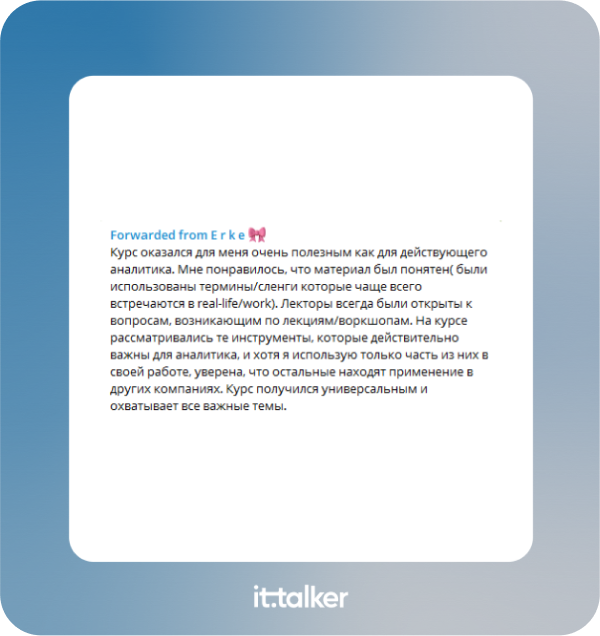 Forwarded from E r k e 🎀
Курс оказался для меня очень полезным как для действующего
аналитика. Мне понравилось, что материал был понятен( были
использованы термины/сленги которые чаще всего
встречаются в real-life/work). Лекторы всегда были открыты к
вопросам, возникающим по лекциям/воркшопам. На курсе
рассматривались те инструменты, которые действительно
важны для аналитика, и хотя я использую только часть из них в
своей работе, уверена, что остальные находят применение в
других компаниях. Курс получился универсальным и
охватывает все важные темы.
it:talker